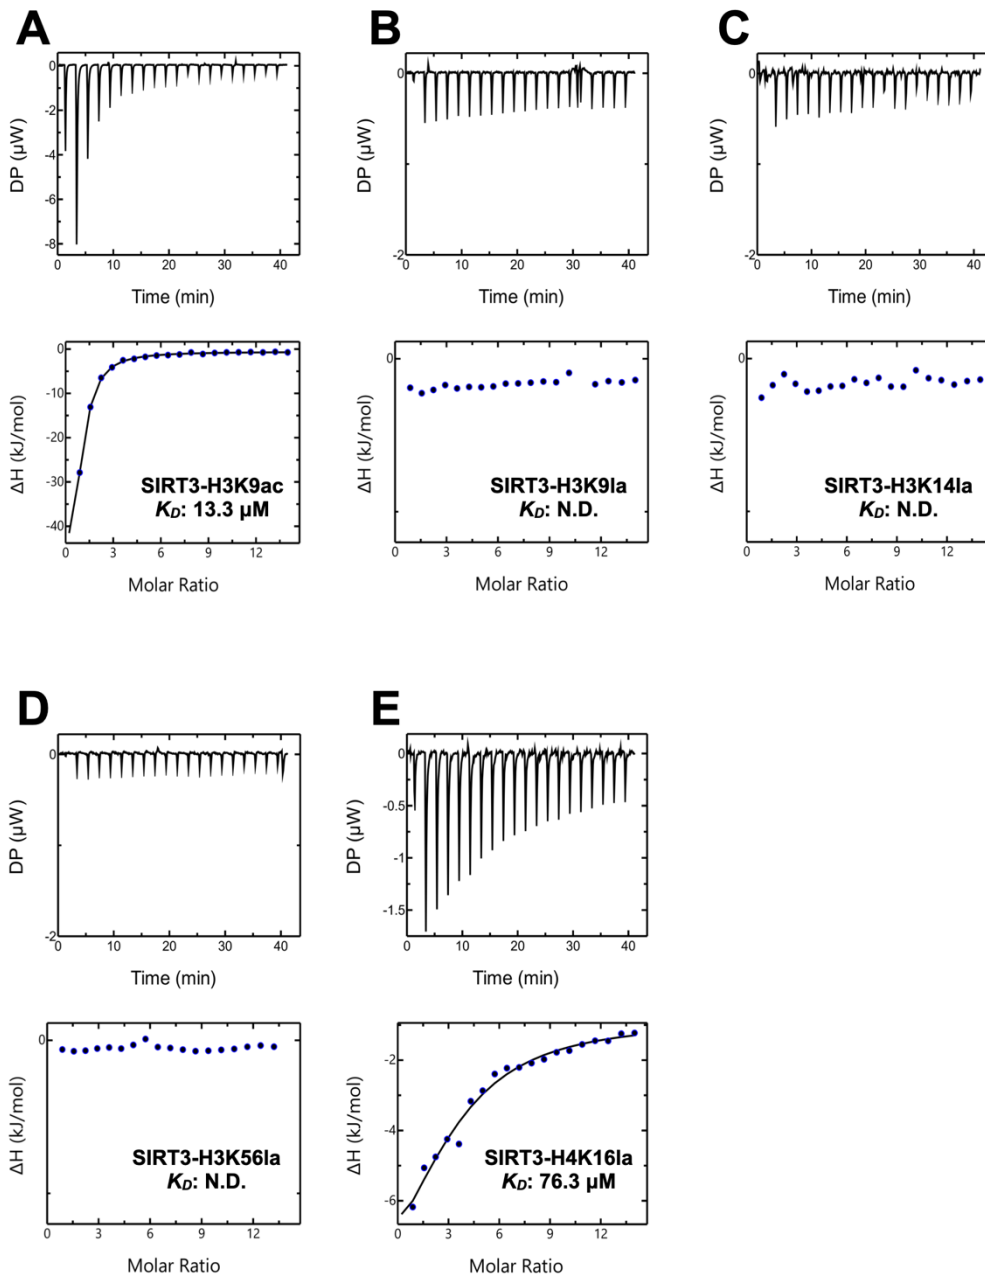 A
0
-2
-4
-6
-8
DP (µW)
0 10 20 30 40
Time (min)
0
-10
-20
-30
-40
ΔH (kJ/mol)
SIRT3-H3K9ac
KD: 13.3 µM
0 3 6 9 12
Molar Ratio
B
0
-2
DP (µW)
0 10 20 30 40
Time (min)
0
ΔH (kJ/mol)
SIRT3-H3K9la
KD: N.D.
0 3 6 9 12
Molar Ratio
C
0
-2
DP (µW)
0 10 20 30 40
Time (min)
0
ΔH (kJ/mol)
SIRT3-H3K14la
KD: N.D.
0 3 6 9 12
Molar Ratio
D
0
-2
DP (µW)
0 10 20 30 40
Time (min)
0
ΔH (kJ/mol)
SIRT3-H3K56la
KD: N.D.
0 3 6 9 12
Molar Ratio
E
0
-0.5
-1
-1.5
DP (µW)
0 10 20 30 40
Time (min)
-2
-4
-6
ΔH (kJ/mol)
SIRT3-H4K16la
KD: 76.3 µM
0 3 6 9 12
Molar Ratio